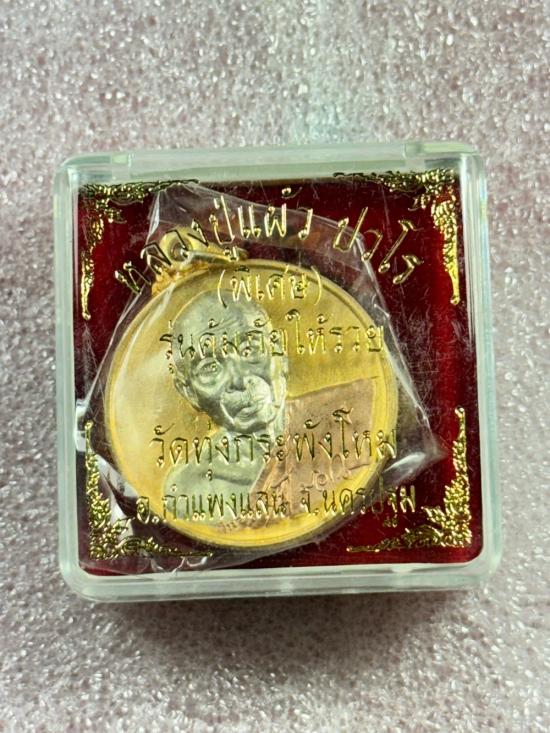 หลวงปู่แผ้ว ปวโร
(พิเศษ)
รุ่นคุ้มภัยให้รวย
วัดทุ่งกระพังโหม
อ.กำแพงแสน จ.นครปฐม